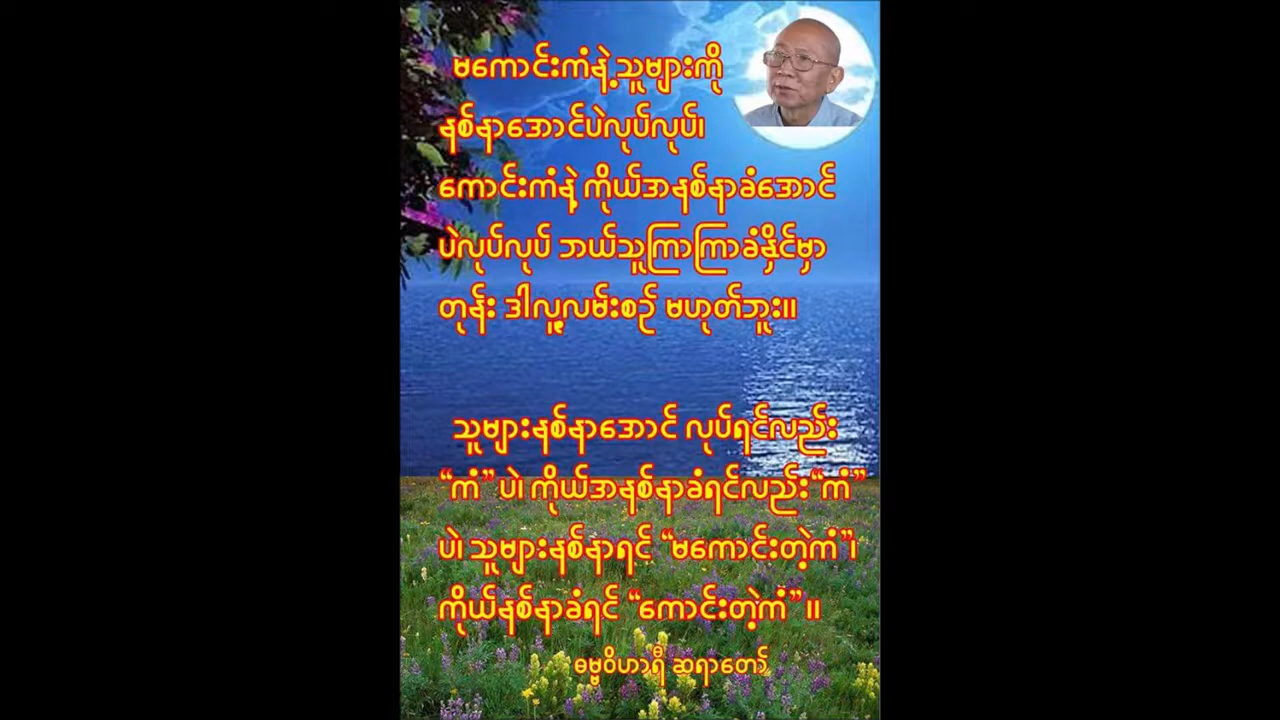 မကောင်းကံနဲ့သူများကို
နစ်နာအောင်ပဲလုပ်လုပ်၊
ကောင်းကံနဲ့ ကိုယ်အနစ်နာခံအောင်
ပဲလုပ်လုပ် ဘယ်သူကြာကြာခံနိုင်မှာ
တုန်း ဒါလူ့လမ်းစဉ် မဟုတ်ဘူး။
သူများနစ်နာအောင် လုပ်ရင်လည်း
“ကံ”ပဲ၊ ကိုယ်အနစ်နာခံရင်လည်း“ကံ”
ပဲ၊ သူများနစ်နာရင် “မကောင်းတဲ့ကံ”၊
ကိုယ်နစ်နာခံရင် “ကောင်းတဲ့ကံ”။
ဓမ္မဝိဟာရီ ဆရာတော်